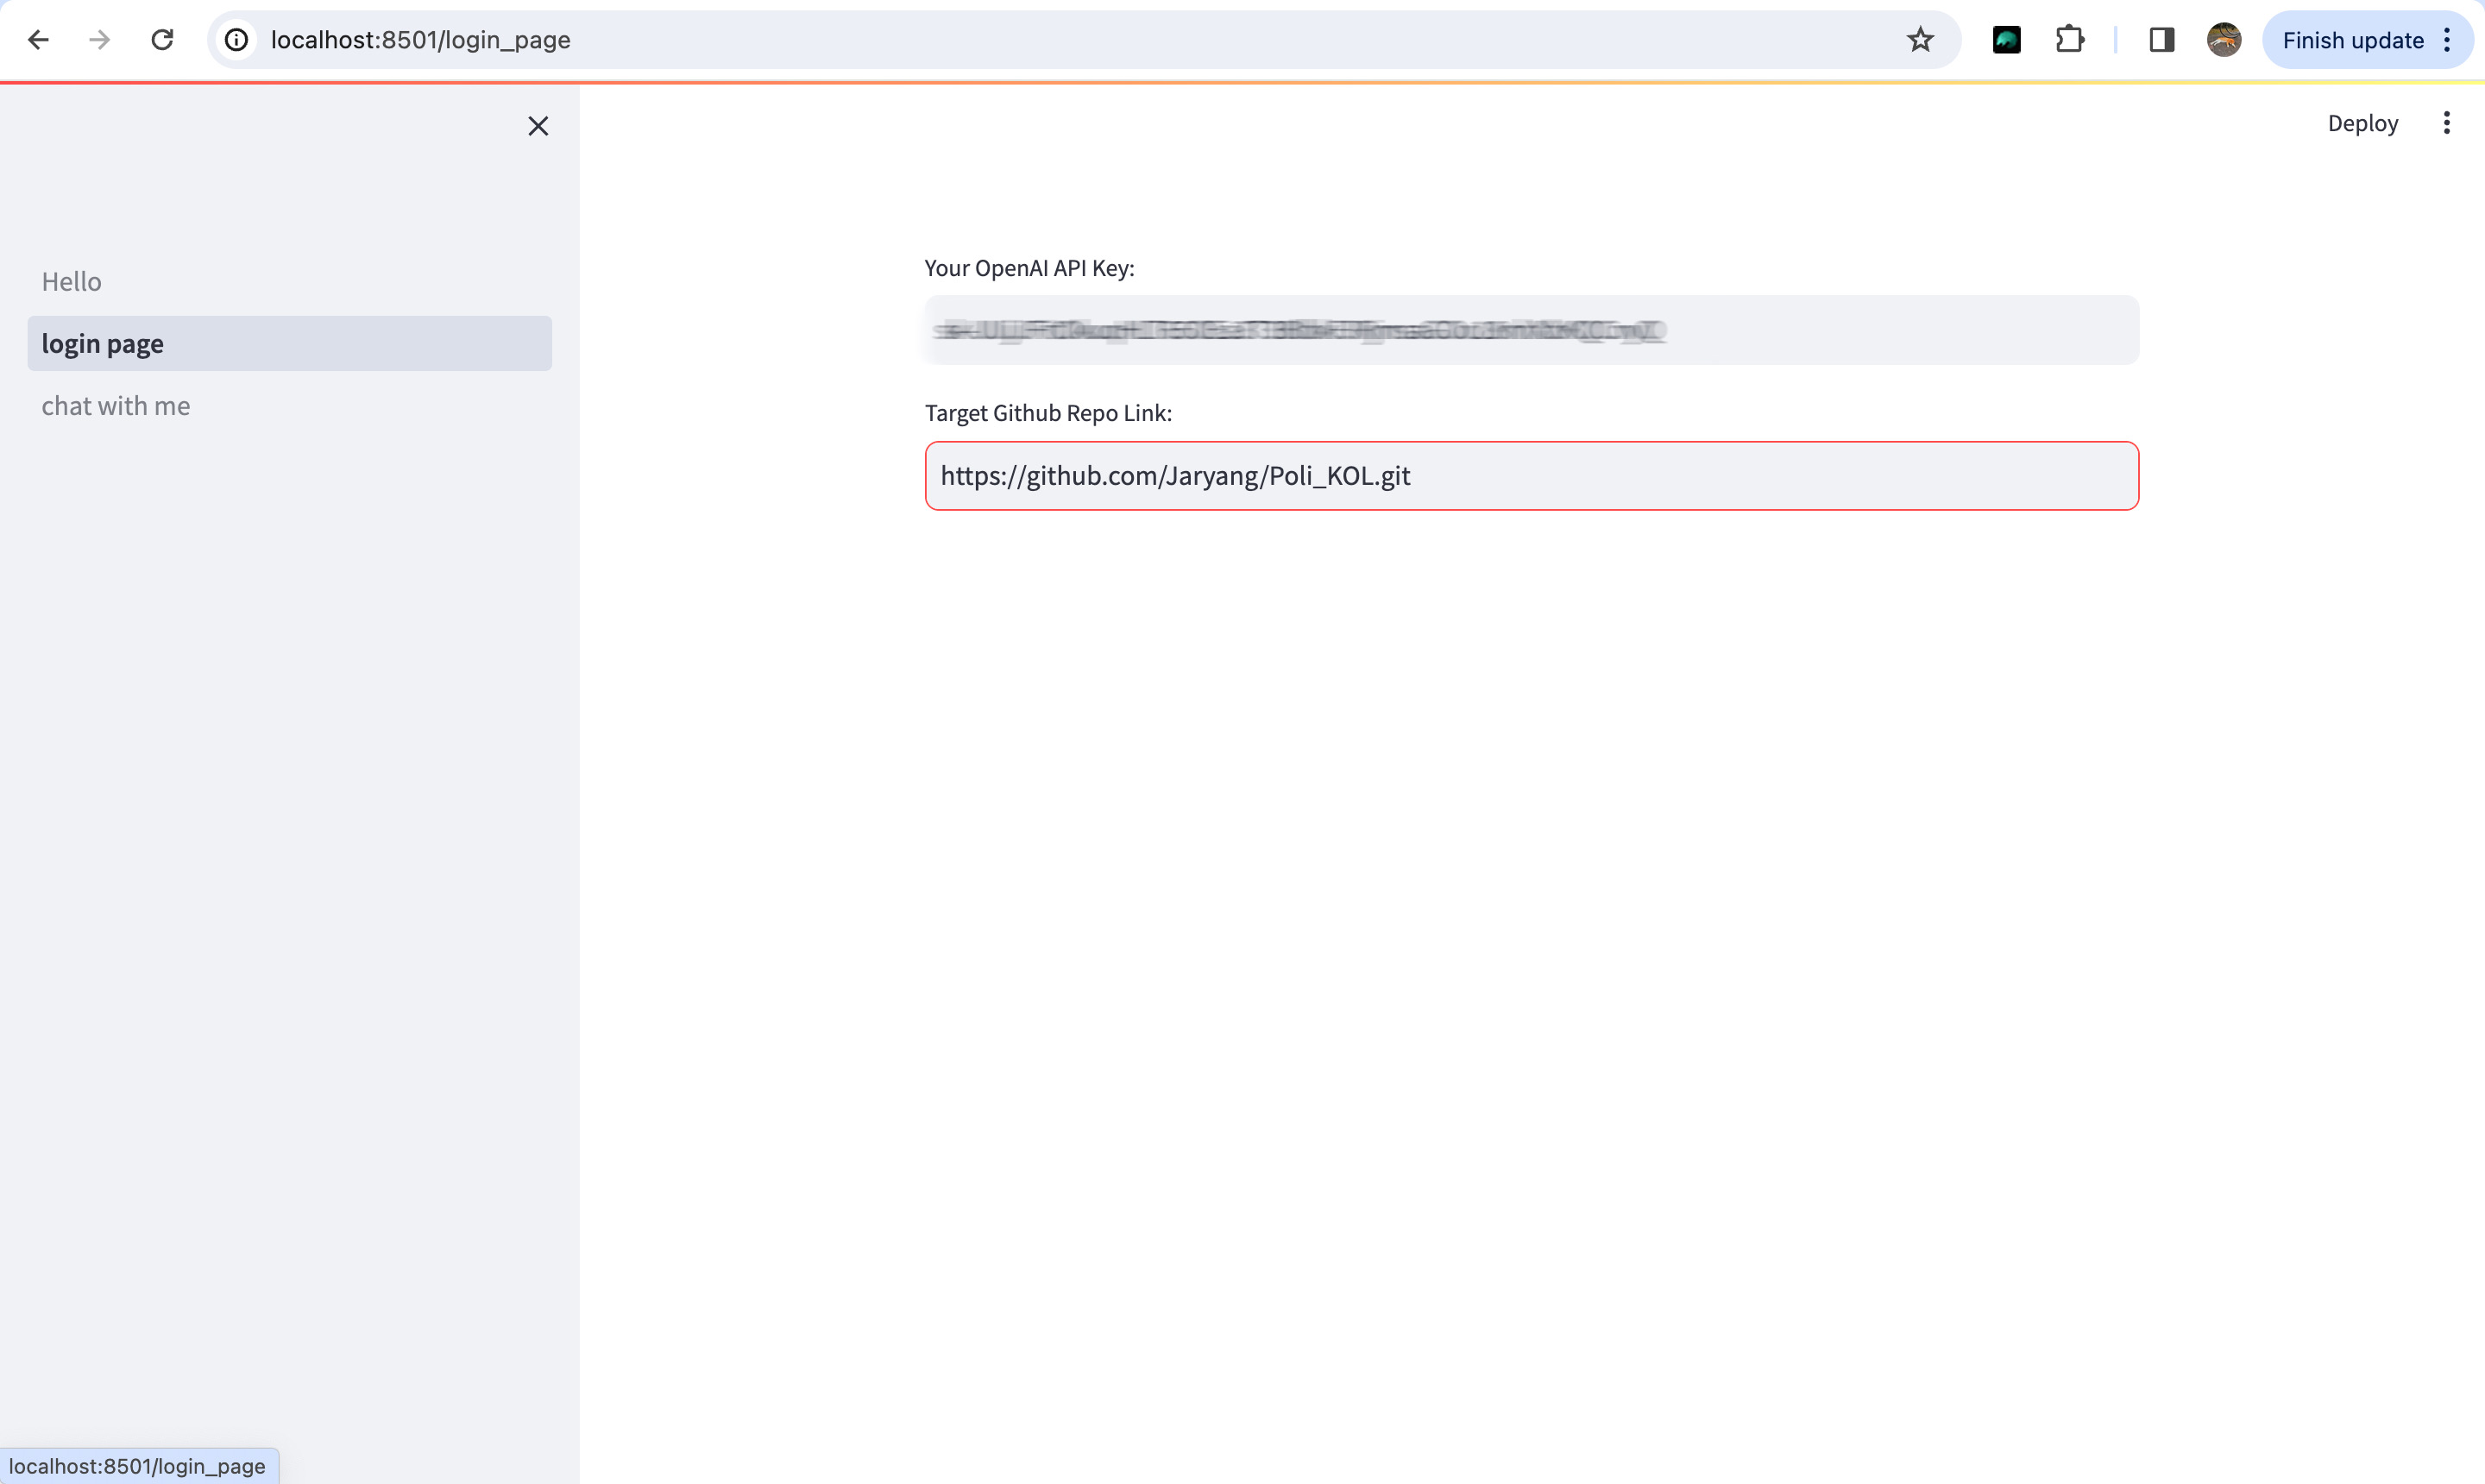 localhost:8501/login_page
Finish update
Deploy
Hello
login page
chat with me
Your OpenAI API Key:
Target Github Repo Link:
https://github.com/Jaryang/Poli_KOL.git
localhost:8501/login_page